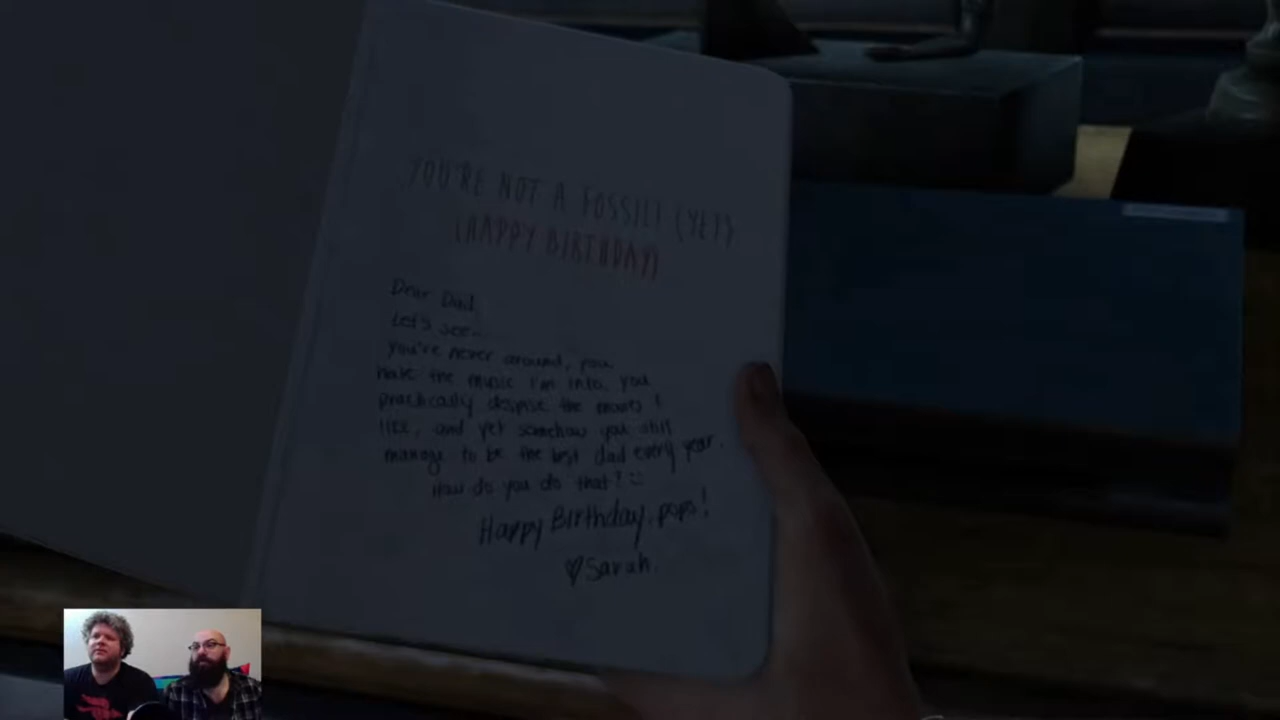 YOU'RE NOT A FOSSIL! (YET)
(HAPPY BIRTHDAY)
Dear Dad,
Let's see...
you're never around, you
hate the music I'm into, you
practically despise the movies I
like, and yet somehow you still
manage to be the best dad every year.
How do you do that? :)
Happy Birthday, pops!
♡ Sarah.